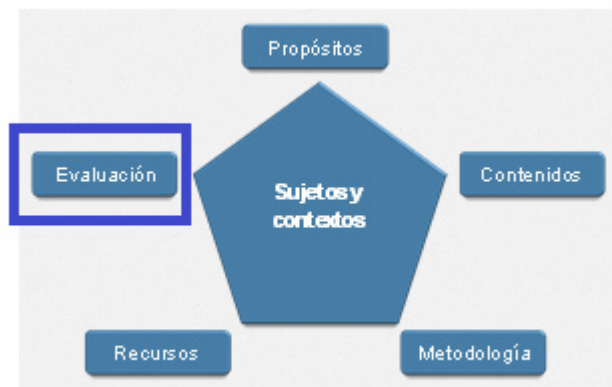 Propósitos
Evaluación
Contenidos
Sujetos y
contextos
Recursos
Metodología